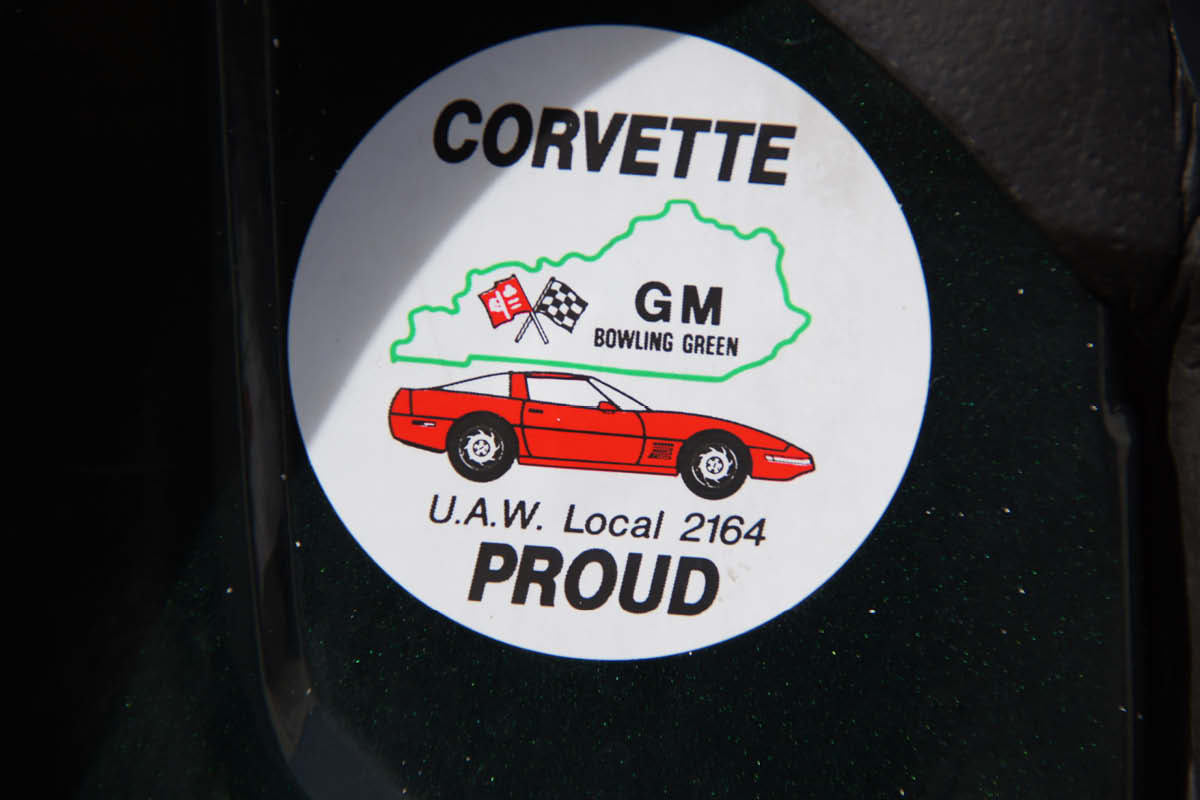 CORVETTE
GM
BOWLING GREEN
U.A.W. Local 2164
PROUD